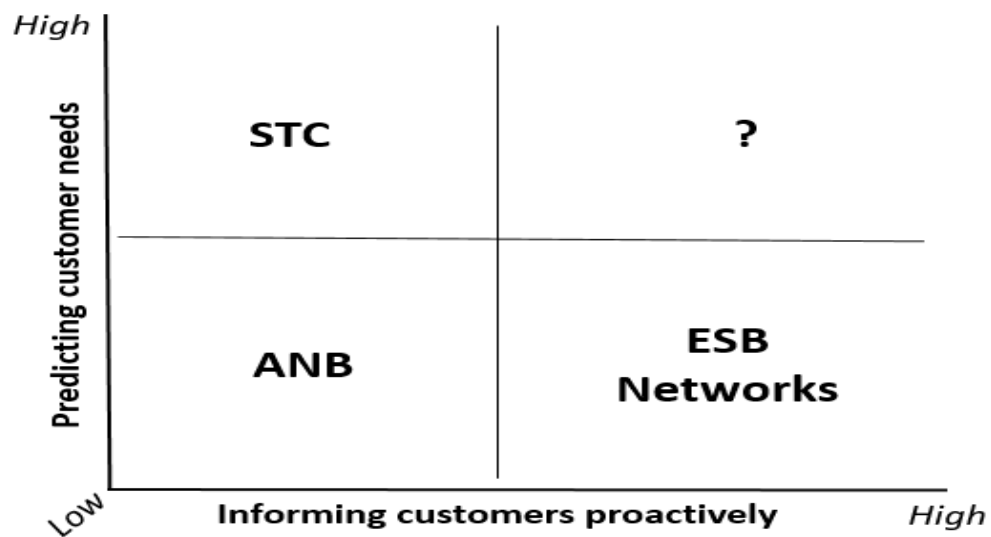 High
Predicting customer needs
STC
?
ANB
ESB
Networks
Low
Informing customers proactively
High